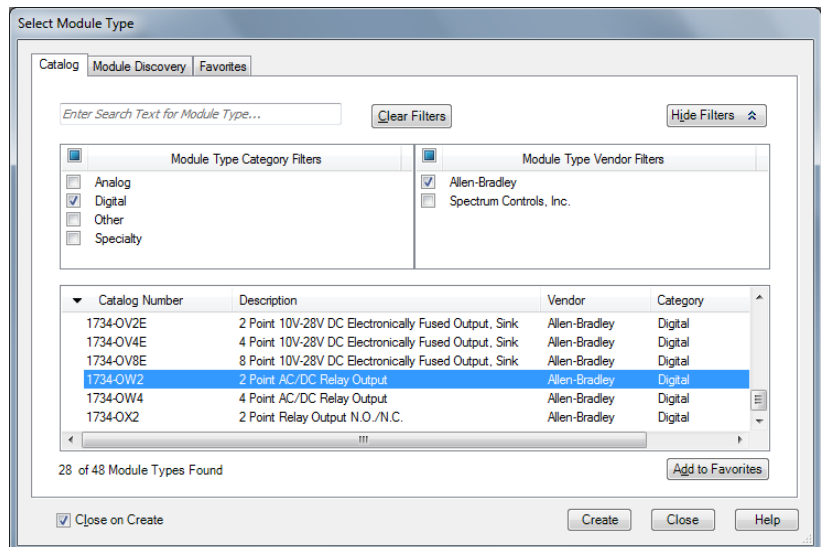 Select Module Type
Catalog Module Discovery Favorites
Enter Search Text for Module Type... Clear Filters Hide Filters
Module Type Category Filters Module Type Vendor Filters
Analog Allen-Bradley
Digital Spectrum Controls, Inc.
Other
Specialty
Catalog Number Description Vendor Category
1734-OV2E 2 Point 10V-28V DC Electronically Fused Output, Sink Allen-Bradley Digital
1734-OV4E 4 Point 10V-28V DC Electronically Fused Output, Sink Allen-Bradley Digital
1734-OV8E 8 Point 10V-28V DC Electronically Fused Output, Sink Allen-Bradley Digital
1734-OW2 2 Point AC/DC Relay Output Allen-Bradley Digital
1734-OW4 4 Point AC/DC Relay Output Allen-Bradley Digital
1734-OX2 2 Point Relay Output N.O./N.C. Allen-Bradley Digital
28 of 48 Module Types Found Add to Favorites
Close on Create Create Close Help